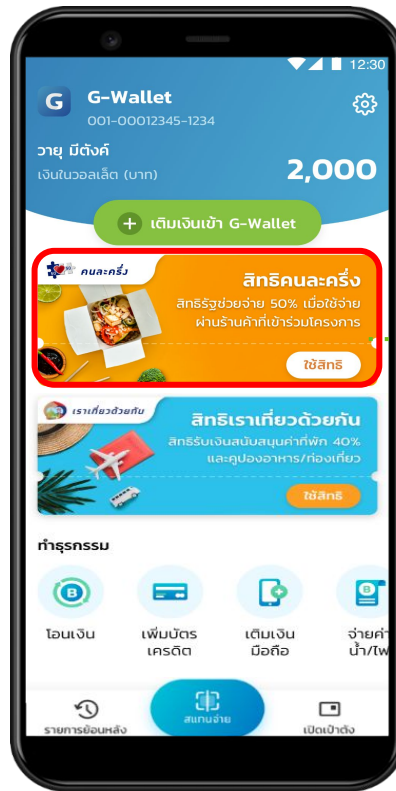 12:30
G
G-Wallet
001-00012345-1234
วายุ มีตังค์
เงินในวอลเล็ต (บาท)
2,000
+ เติมเงินเข้า G-Wallet
คนละครึ่ง
สิทธิคนละครึ่ง
สิทธิรัฐช่วยจ่าย 50% เมื่อใช้จ่าย
ผ่านร้านค้าที่เข้าร่วมโครงการ
ใช้สิทธิ
เราเที่ยวด้วยกัน
สิทธิเราเที่ยวด้วยกัน
สิทธิรับเงินสนับสนุนค่าที่พัก 40%
และคูปองอาหาร/ท่องเที่ยว
ใช้สิทธิ
ทำธุรกรรม
โอนเงิน
เพิ่มบัตร
เครดิต
เติมเงิน
มือถือ
จ่ายค่า
น้ำ/ไฟ
รายการย้อนหลัง
สแกนจ่าย
เปิดเป๋าตัง